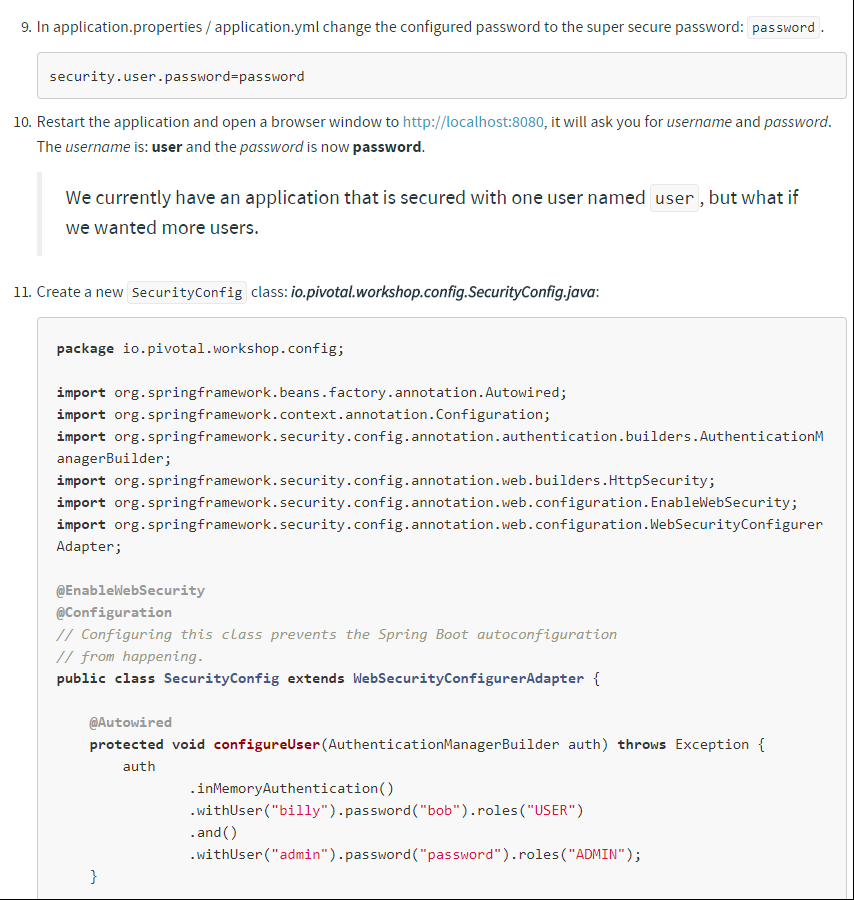 9. In application.properties / application.yml change the configured password to the super secure password: password .
security.user.password=password
10. Restart the application and open a browser window to http://localhost:8080, it will ask you for username and password.
The username is: user and the password is now password.
We currently have an application that is secured with one user named user , but what if
we wanted more users.
11. Create a new SecurityConfig class: io.pivotal.workshop.config.SecurityConfig.java:
package io.pivotal.workshop.config;
import org.springframework.beans.factory.annotation.Autowired;
import org.springframework.context.annotation.Configuration;
import org.springframework.security.config.annotation.authentication.builders.AuthenticationM
anagerBuilder;
import org.springframework.security.config.annotation.web.builders.HttpSecurity;
import org.springframework.security.config.annotation.web.configuration.EnableWebSecurity;
import org.springframework.security.config.annotation.web.configuration.WebSecurityConfigurer
Adapter;
@EnableWebSecurity
@Configuration
// Configuring this class prevents the Spring Boot autoconfiguration
// from happening.
public class SecurityConfig extends WebSecurityConfigurerAdapter {
@Autowired
protected void configureUser(AuthenticationManagerBuilder auth) throws Exception {
auth
.inMemoryAuthentication()
.withUser("billy").password("bob").roles("USER")
.and()
.withUser("admin").password("password").roles("ADMIN");
}